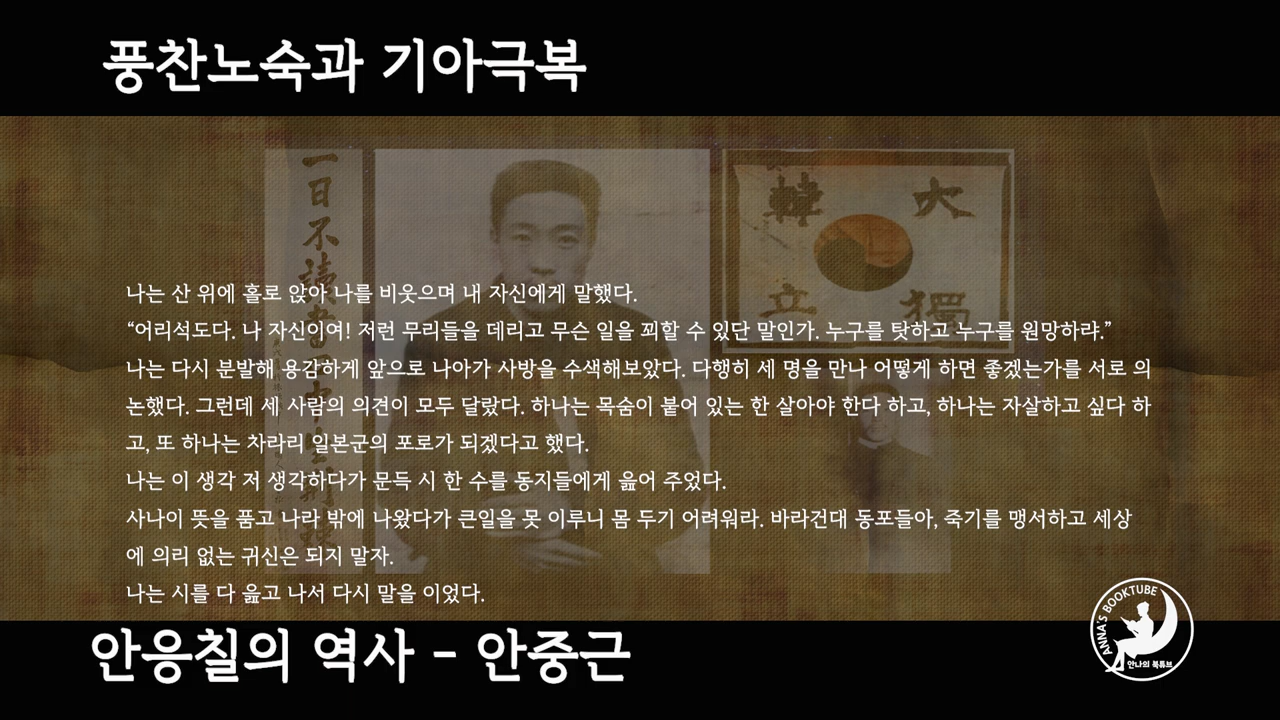 풍찬노숙과 기아극복
一日不讀書
大韓
獨立
나는 산 위에 홀로 앉아 나를 비웃으며 내 자신에게 말했다.
“어리석도다. 나 자신이여! 저런 무리들을 데리고 무슨 일을 꾀할 수 있단 말인가. 누구를 탓하고 누구를 원망하랴.”
나는 다시 분발해 용감하게 앞으로 나아가 사방을 수색해보았다. 다행히 세 명을 만나 어떻게 하면 좋겠는가를 서로 의
논했다. 그런데 세 사람의 의견이 모두 달랐다. 하나는 목숨이 붙어 있는 한 살아야 한다 하고, 하나는 자살하고 싶다 하
고, 또 하나는 차라리 일본군의 포로가 되겠다고 했다.
나는 이 생각 저 생각하다가 문득 시 한 수를 동지들에게 읊어 주었다.
사나이 뜻을 품고 나라 밖에 나왔다가 큰일을 못 이루니 몸 두기 어려워라. 바라건대 동포들아, 죽기를 맹서하고 세상
에 의리 없는 귀신은 되지 말자.
나는 시를 다 읊고 나서 다시 말을 이었다.
안응칠의 역사 - 안중근
ANNA'S BOOKTUBE
안나의 북튜브